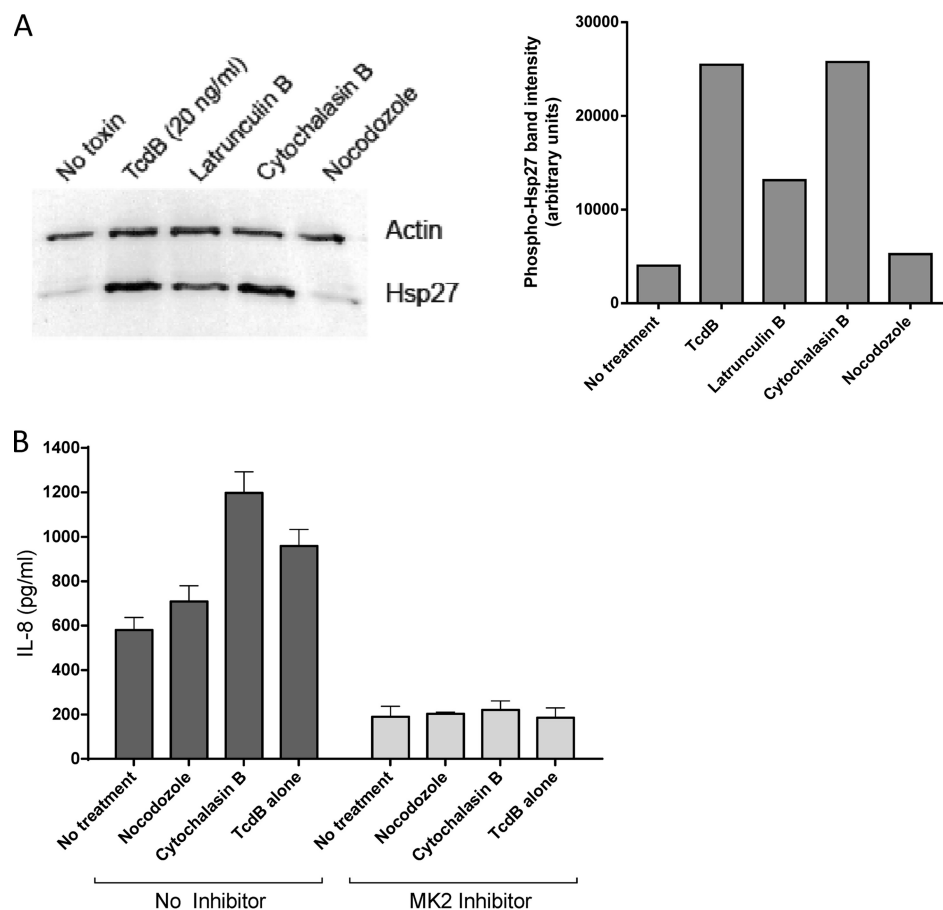 A
No toxin
TcdB (20 ng/ml)
Latrunculin B
Cytochalasin B
Nocodozole
Actin
Hsp27
Phospho-Hsp27 band intensity
(arbitrary units)
30000
20000
10000
0
No treatment
TcdB
Latrunculin B
Cytochalasin B
Nocodozole
B
IL-8 (pg/ml)
1400
1200
1000
800
600
400
200
0
No treatment
Nocodozole
Cytochalasin B
TcdB alone
No treatment
Nocodozole
Cytochalasin B
TcdB alone
No Inhibitor
MK2 Inhibitor